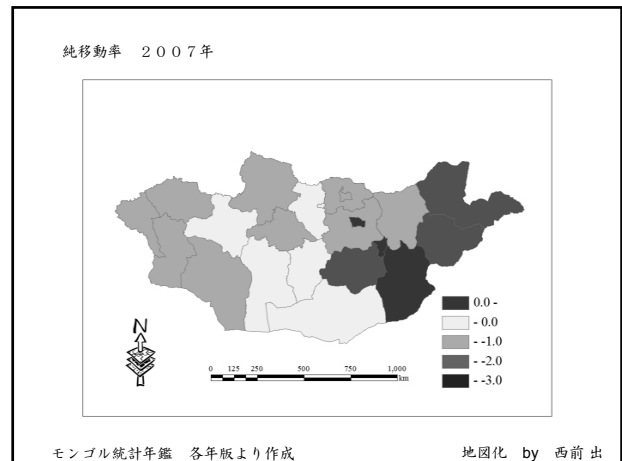 純移動率 2007年
0.0 -
- 0.0
- -1.0
- -2.0
- -3.0
N
0 125 250 500 750 1,000
km
モンゴル統計年鑑 各年版より作成 地図化 by 西前 出